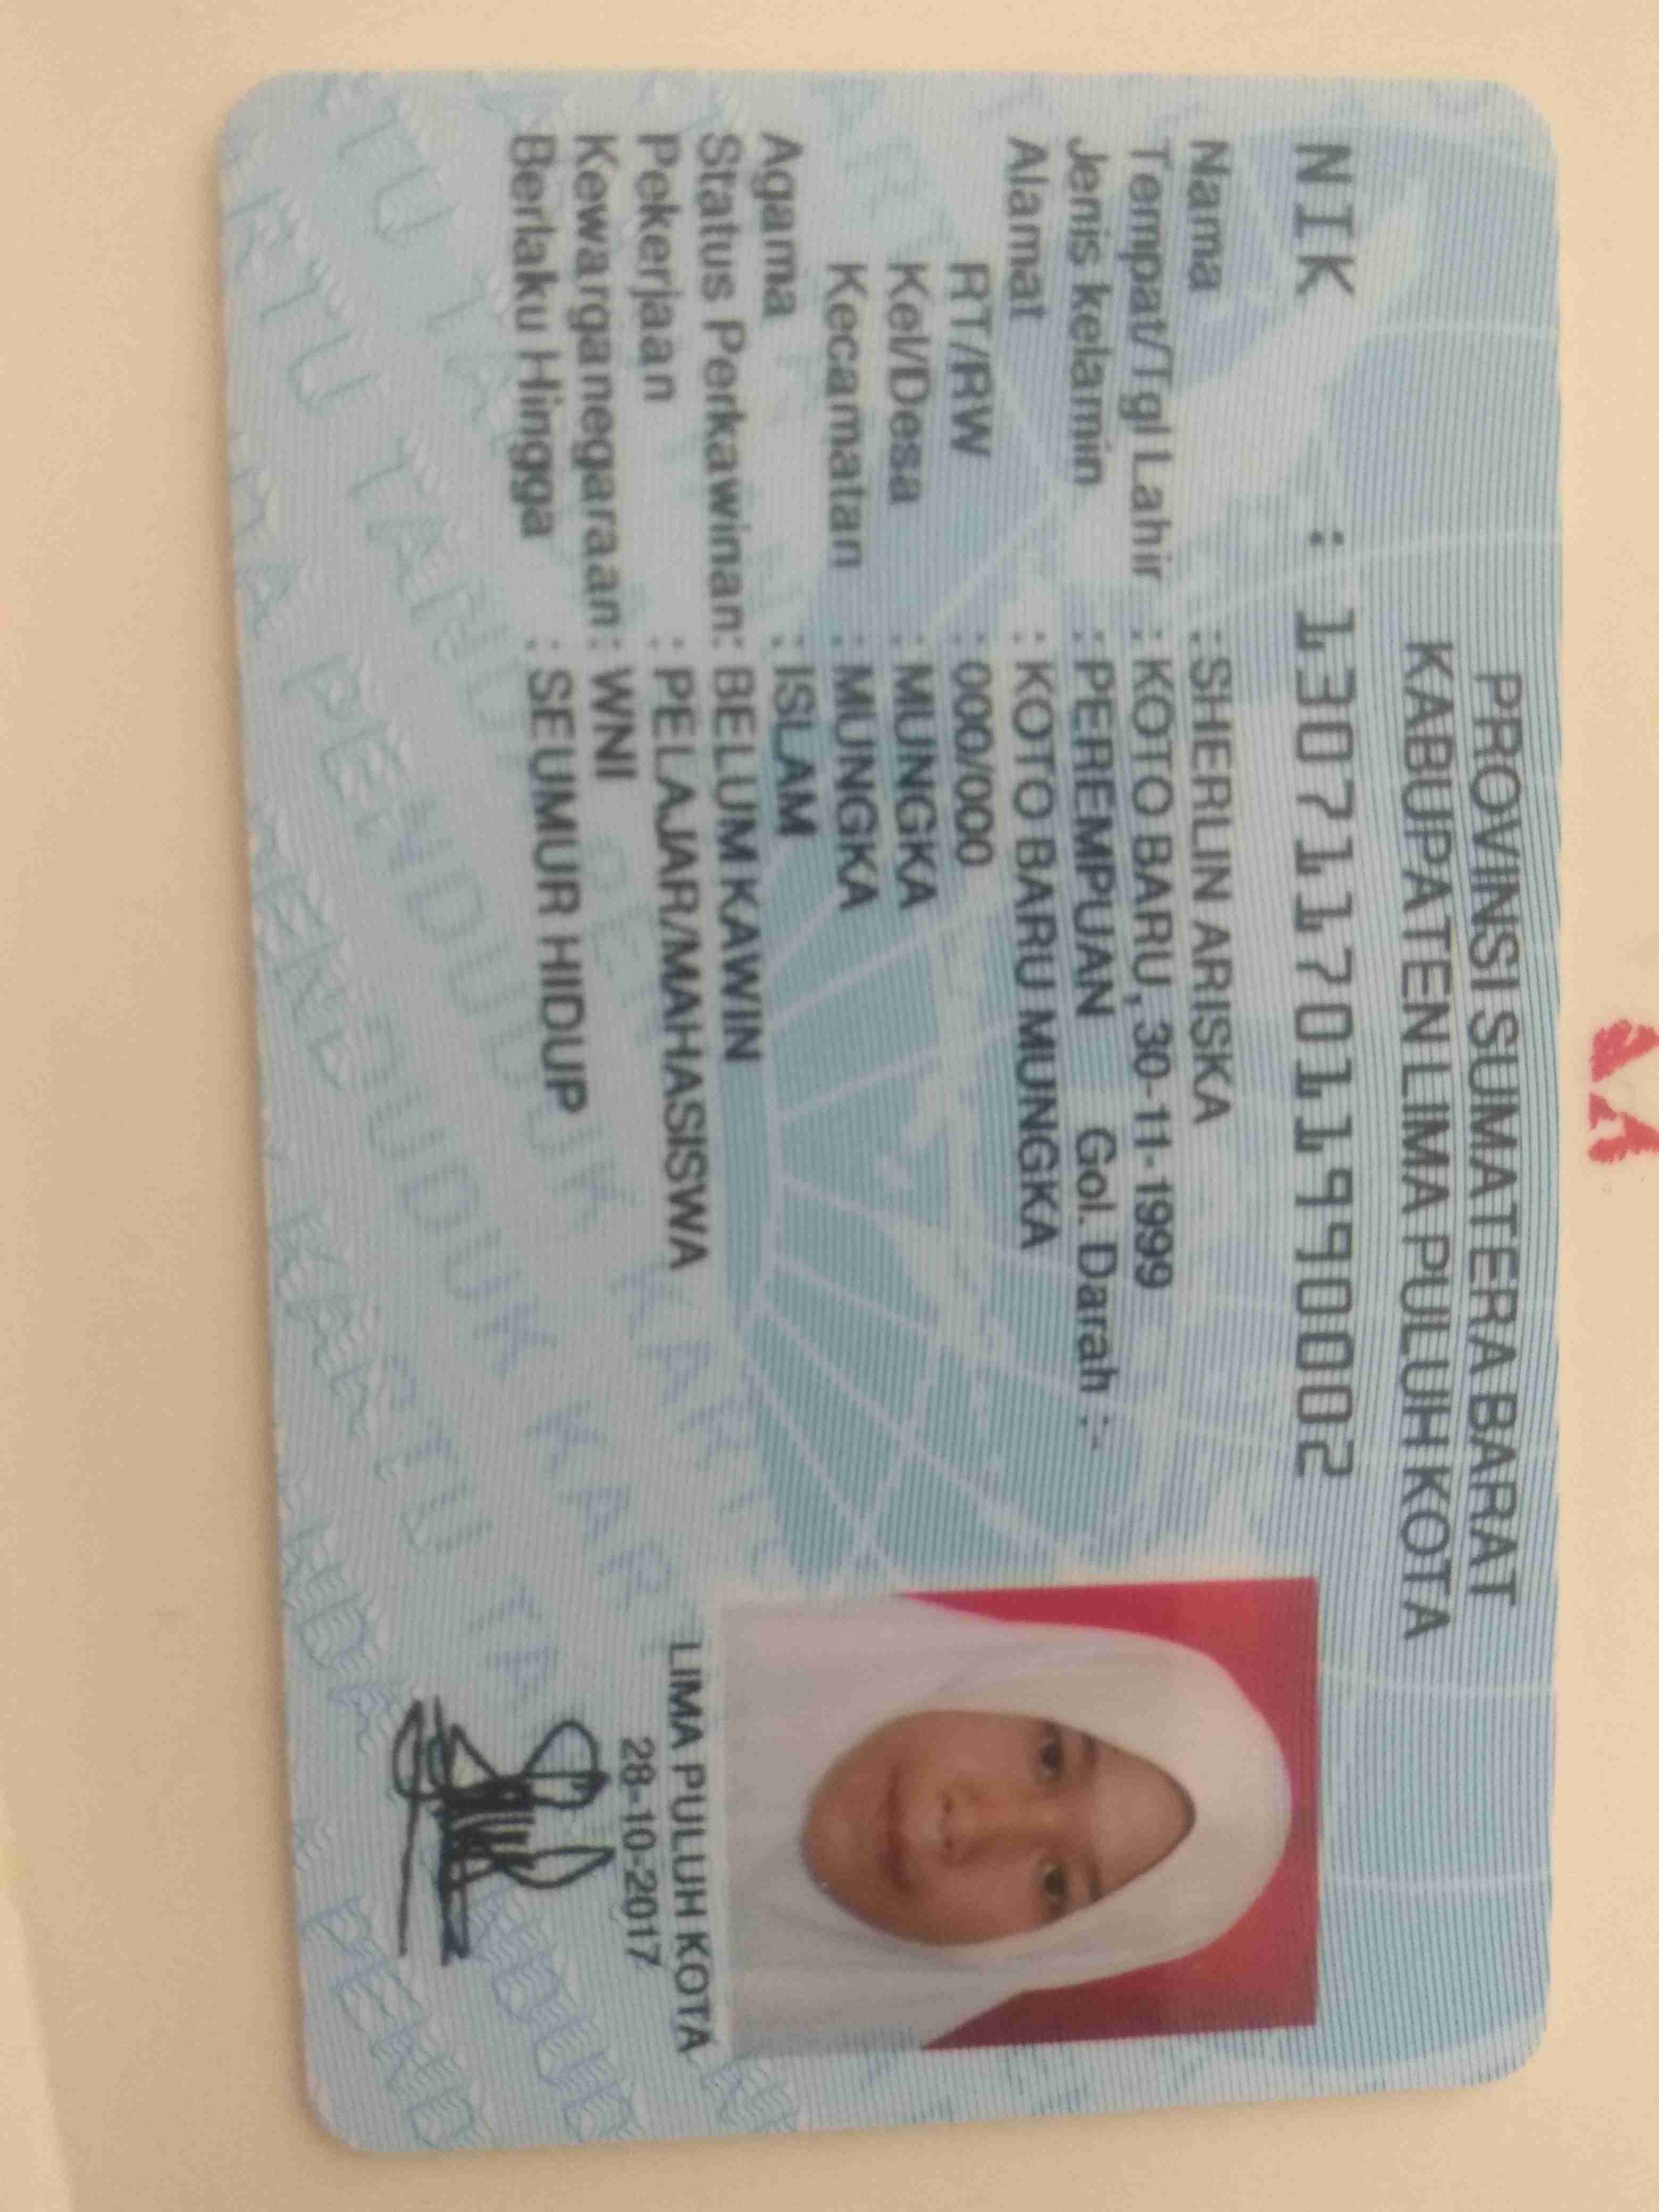 PROVINSI SUMATERA BARAT
KABUPATEN LIMA PULUH KOTA
NIK : 1307117011990002
Nama : SHERLIN ARISKA
Tempat/Tgl Lahir : KOTO BARU, 30-11-1999
Jenis kelamin : PEREMPUAN Gol. Darah :-
Alamat : KOTO BARU MUNGKA
RT/RW : 000/000
Kel/Desa : MUNGKA
Kecamatan : MUNGKA
Agama : ISLAM
Status Perkawinan: BELUM KAWIN
Pekerjaan : PELAJAR/MAHASISWA
Kewarganegaraan: WNI
Berlaku Hingga : SEUMUR HIDUP
LIMA PULUH KOTA
28-10-2017